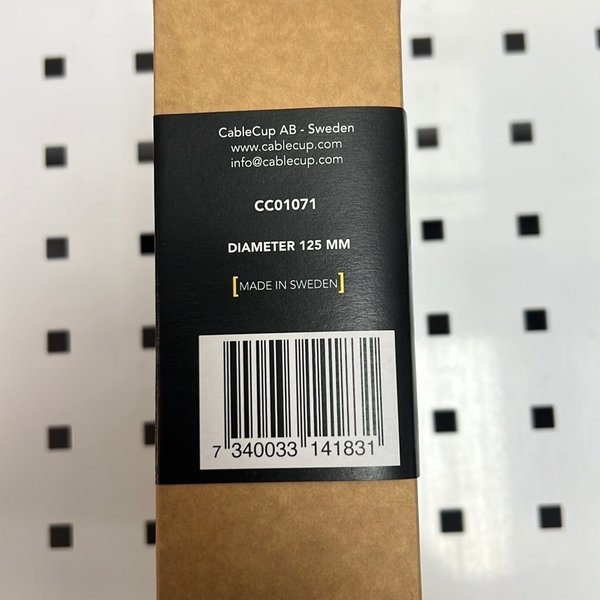 CableCup AB - Sweden
www.cablecup.com
info@cablecup.com
CC01071
DIAMETER 125 MM
[MADE IN SWEDEN]
7 340033 141831